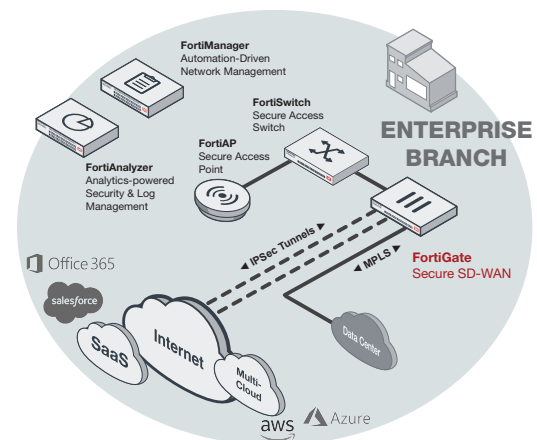 FortiManager
Automation-Driven
Network Management
FortiSwitch
Secure Access
Switch
ENTERPRISE
BRANCH
FortiAP
Secure Access
Point
FortiAnalyzer
Analytics-powered
Security & Log
Management
◄ IPSec Tunnels ►
◄ MPLS ►
FortiGate
Secure SD-WAN
Office 365
salesforce
SaaS
Internet
Multi-
Cloud
Data Center
aws
Azure